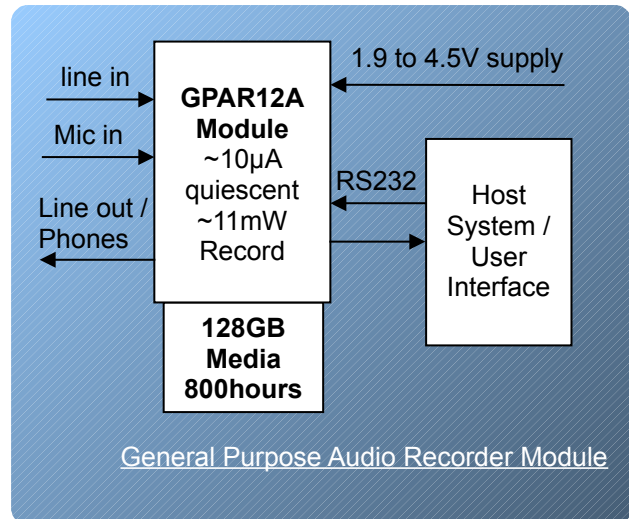 line in
Mic in
Line out /
Phones
GPAR12A
Module
~10µA
quiescent
~11mW
Record
128GB
Media
800hours
1.9 to 4.5V supply
RS232
Host
System /
User
Interface
General Purpose Audio Recorder Module